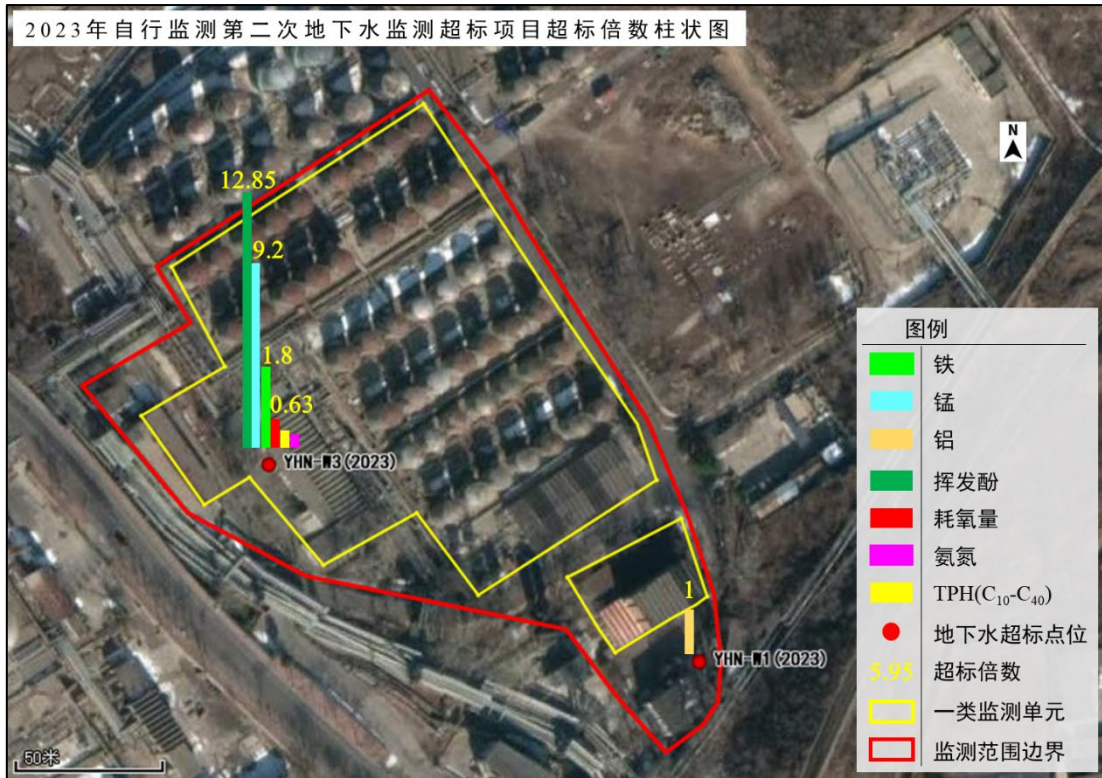 2023年自行监测第二次地下水监测超标项目超标倍数柱状图
N
12.85
9.2
1.8
0.63
YHN-W3(2023)
1
YHN-W1(2023)
图例
铁
锰
铝
挥发酚
耗氧量
氨氮
TPH(C₁₀-C₄₀)
地下水超标点位
5.95 超标倍数
一类监测单元
监测范围边界
50米